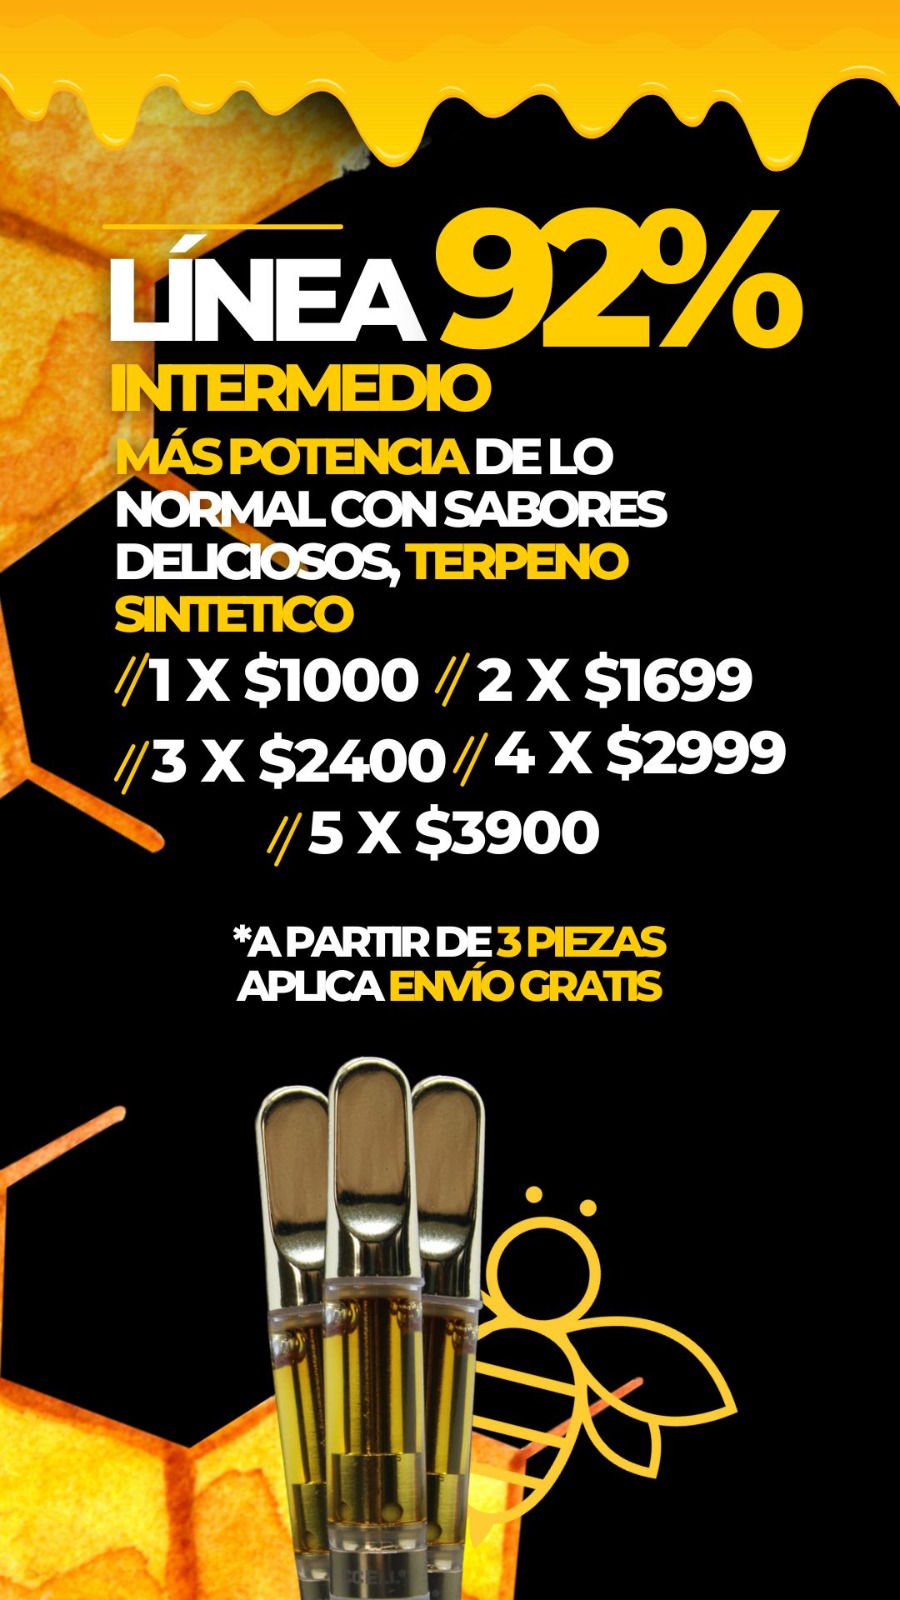 LÍNEA 92%
INTERMEDIO
MÁS POTENCIA DE LO
NORMAL CON SABORES
DELICIOSOS, TERPENO
SINTETICO
//1 X $1000 // 2 X $1699
//3 X $2400 // 4 X $2999
// 5 X $3900
*A PARTIR DE 3 PIEZAS
APLICA ENVÍO GRATIS